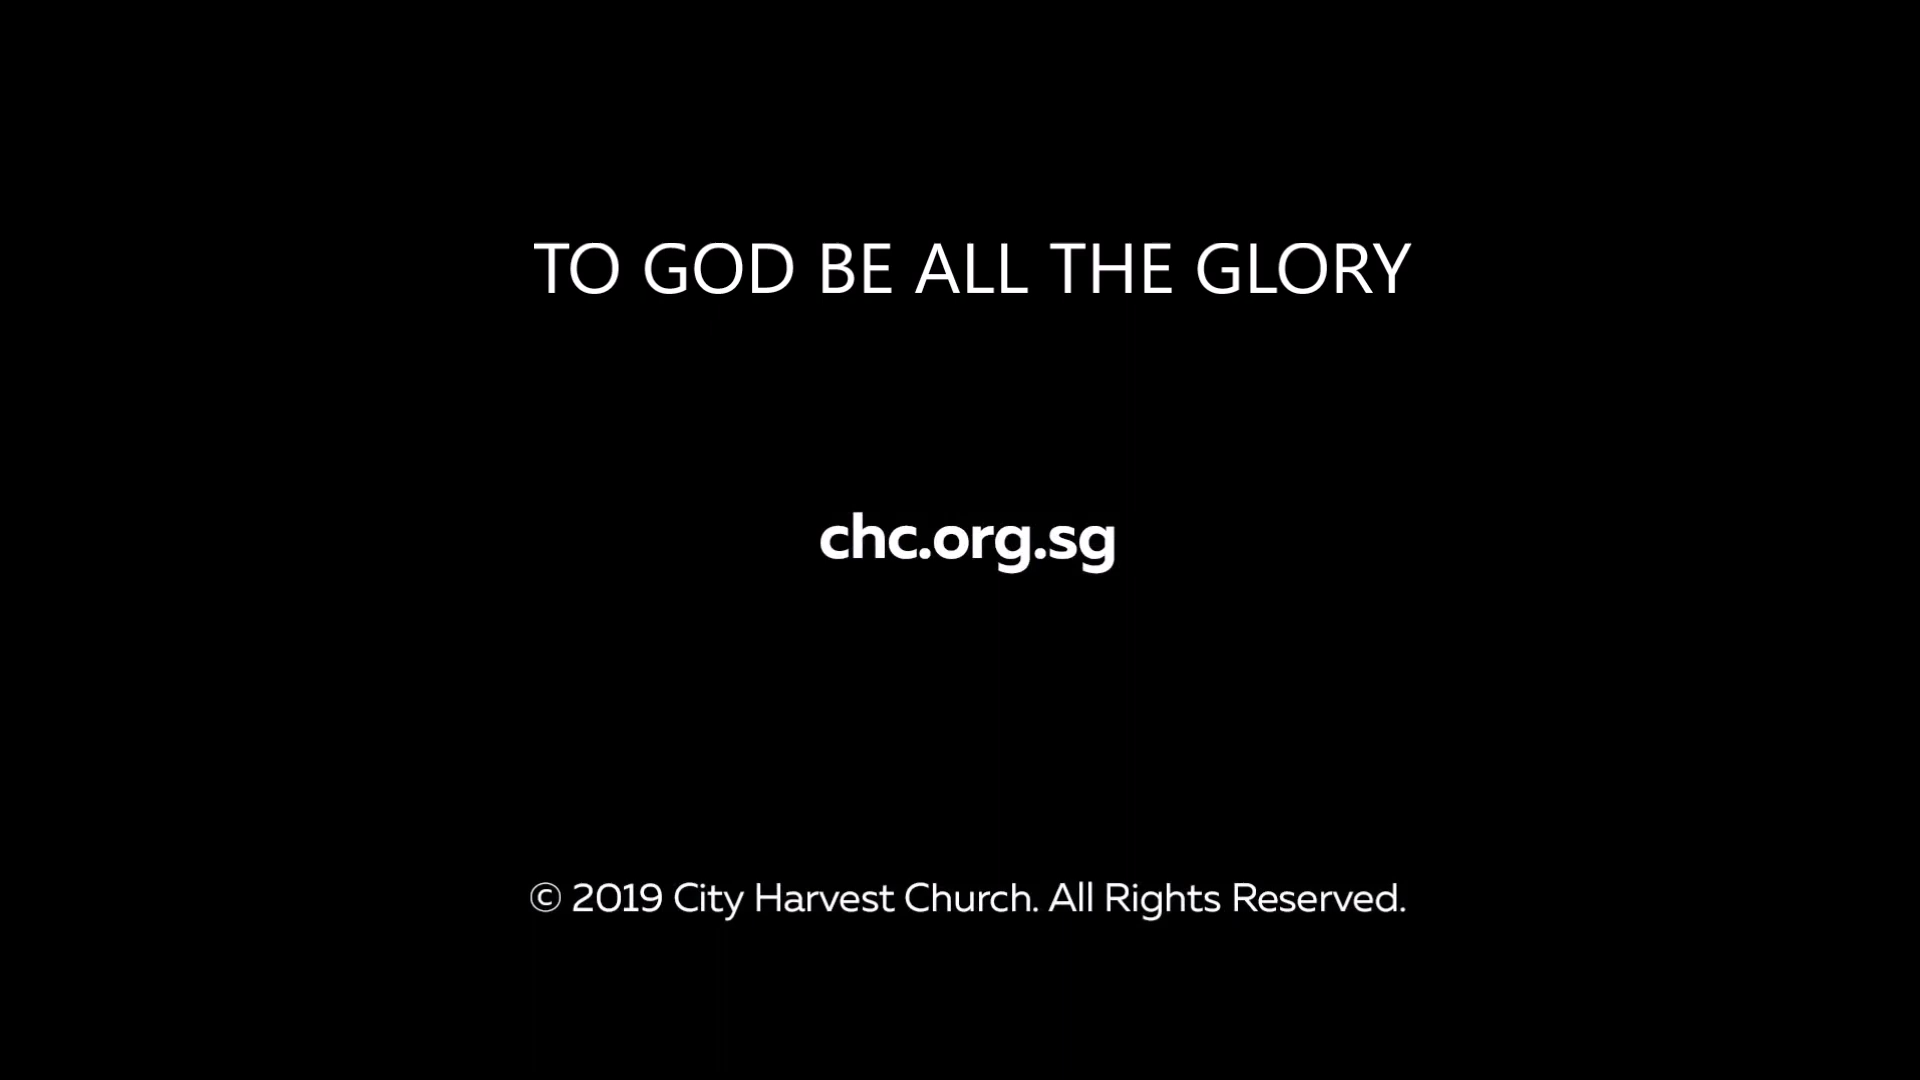 TO GOD BE ALL THE GLORY
chc.org.sg
© 2019 City Harvest Church. All Rights Reserved.